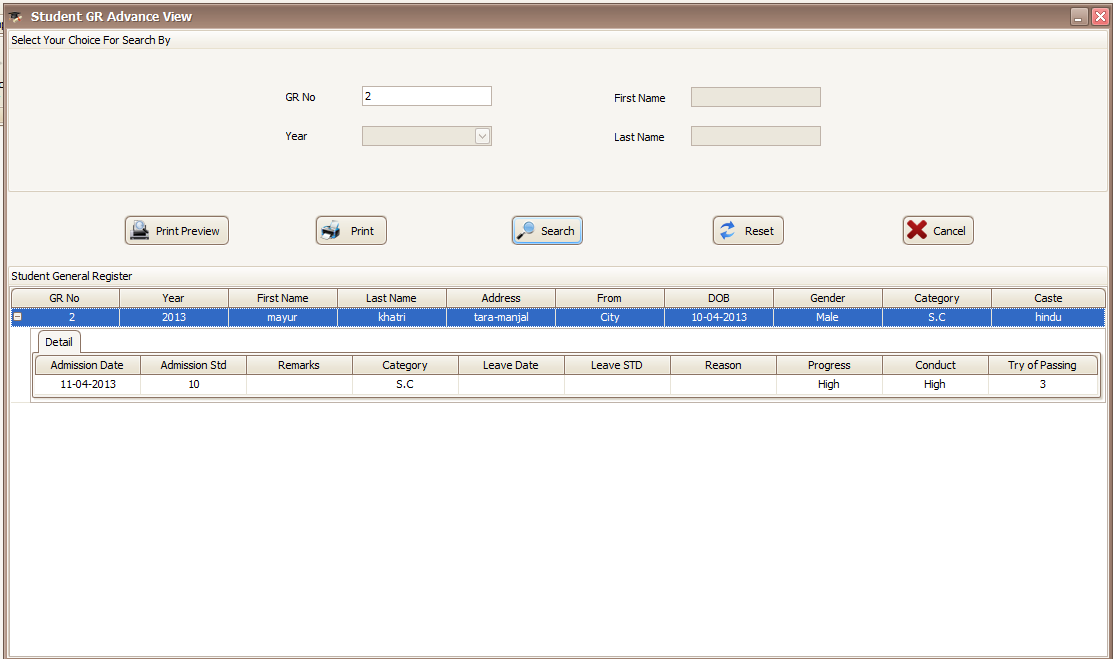 Student GR Advance View
Select Your Choice For Search By
GR No 2 First Name
Year Last Name
Print Preview Print Search Reset Cancel
Student General Register
GR No Year First Name Last Name Address From DOB Gender Category Caste
2 2013 mayur khatri tara-manjal City 10-04-2013 Male S.C hindu
Detail
Admission Date Admission Std Remarks Category Leave Date Leave STD Reason Progress Conduct Try of Passing
11-04-2013 10 S.C High High 3